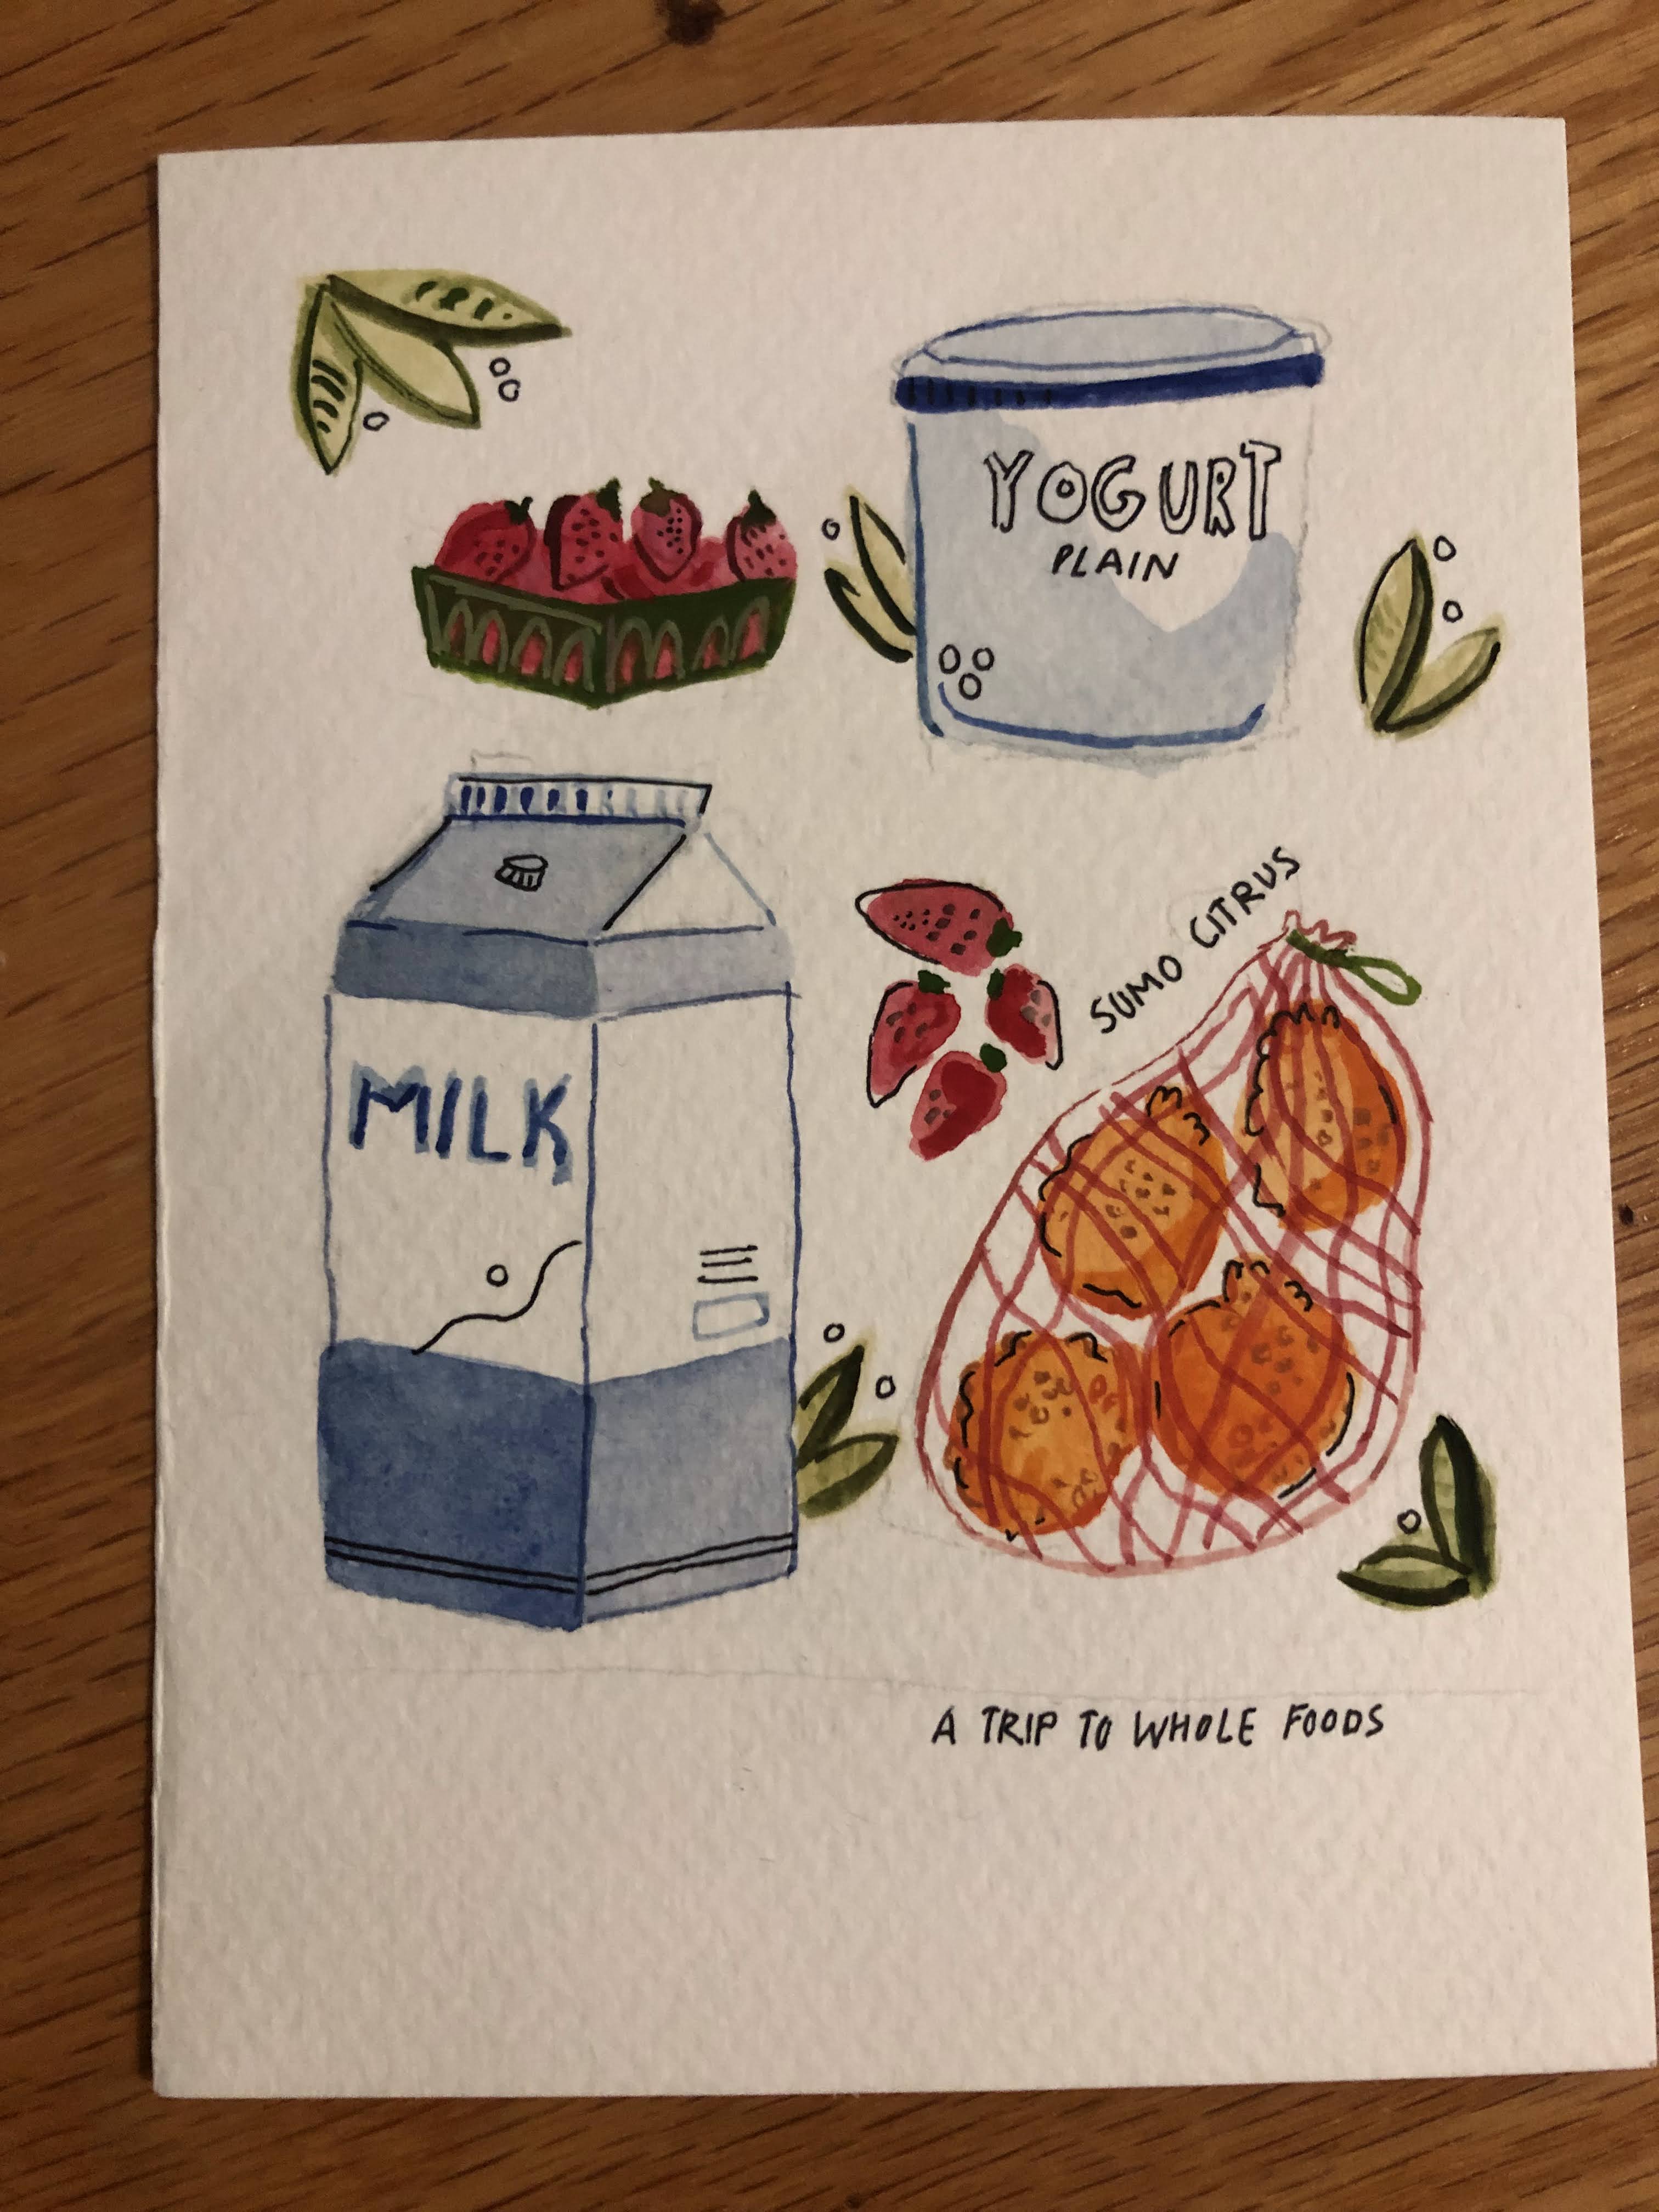 YOGURT
PLAIN
SUMO CITRUS
MILK
A TRIP TO WHOLE FOODS